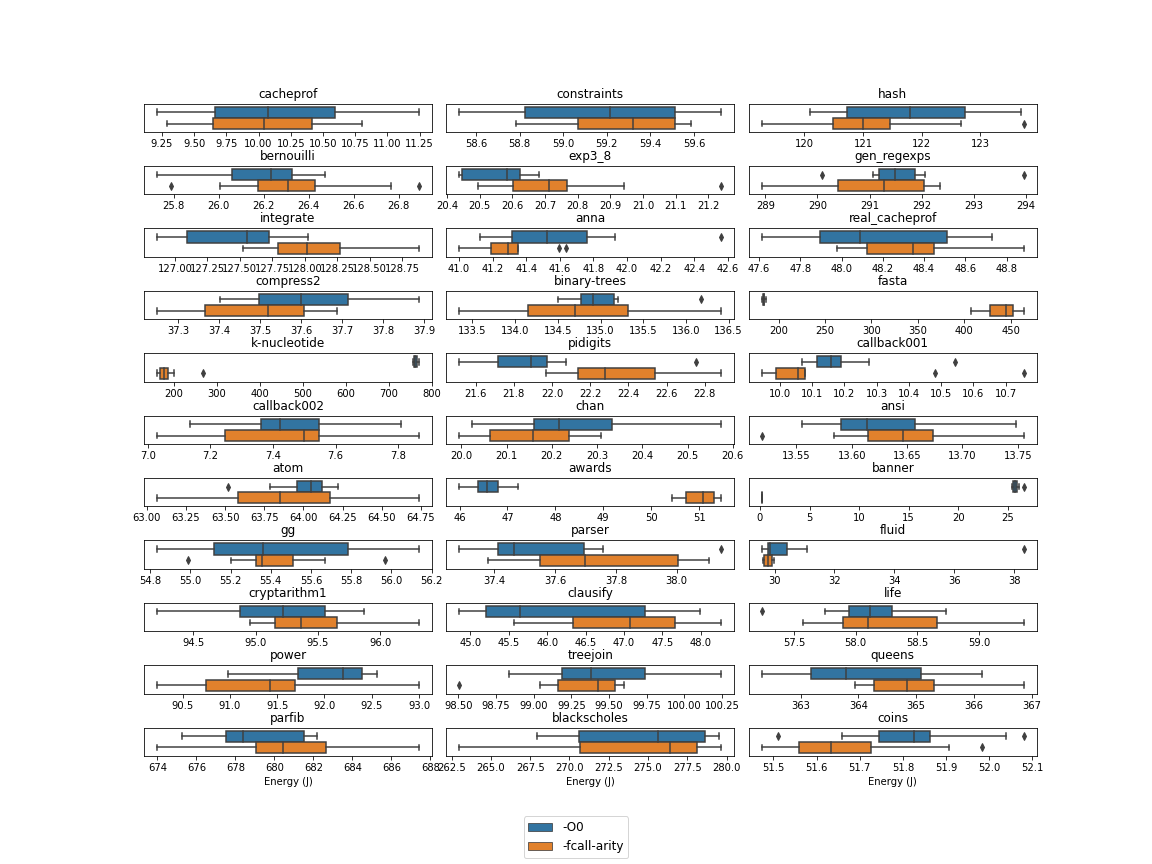 cacheprof constraints hash
9.25 9.50 9.75 10.00 10.25 10.50 10.75 11.00 11.25 58.6 58.8 59.0 59.2 59.4 59.6 120 121 122 123
bernouilli exp3_8 gen_regexps
25.8 26.0 26.2 26.4 26.6 26.8 20.4 20.5 20.6 20.7 20.8 20.9 21.0 21.1 21.2 289 290 291 292 293 294
integrate anna real_cacheprof
127.00 127.25 127.50 127.75 128.00 128.25 128.50 128.75 41.0 41.2 41.4 41.6 41.8 42.0 42.2 42.4 42.6 47.6 47.8 48.0 48.2 48.4 48.6 48.8
compress2 binary-trees fasta
37.3 37.4 37.5 37.6 37.7 37.8 37.9 133.5 134.0 134.5 135.0 135.5 136.0 136.5 200 250 300 350 400 450
k-nucleotide pidigits callback001
200 300 400 500 600 700 800 21.6 21.8 22.0 22.2 22.4 22.6 22.8 10.0 10.1 10.2 10.3 10.4 10.5 10.6 10.7
callback002 chan ansi
7.0 7.2 7.4 7.6 7.8 20.0 20.1 20.2 20.3 20.4 20.5 20.6 13.55 13.60 13.65 13.70 13.75
atom awards banner
63.00 63.25 63.50 63.75 64.00 64.25 64.50 64.75 46 47 48 49 50 51 0 5 10 15 20 25
gg parser fluid
54.8 55.0 55.2 55.4 55.6 55.8 56.0 56.2 37.4 37.6 37.8 38.0 30 32 34 36 38
cryptarithm1 clausify life
94.5 95.0 95.5 96.0 45.0 45.5 46.0 46.5 47.0 47.5 48.0 57.5 58.0 58.5 59.0
power treejoin queens
90.5 91.0 91.5 92.0 92.5 93.0 98.50 98.75 99.00 99.25 99.50 99.75 100.00 100.25 363 364 365 366 367
parfib blackscholes coins
674 676 678 680 682 684 686 688 262.5 265.0 267.5 270.0 272.5 275.0 277.5 280.0 51.5 51.6 51.7 51.8 51.9 52.0 52.1
Energy (J) Energy (J) Energy (J)
-O0
-fcall-arity